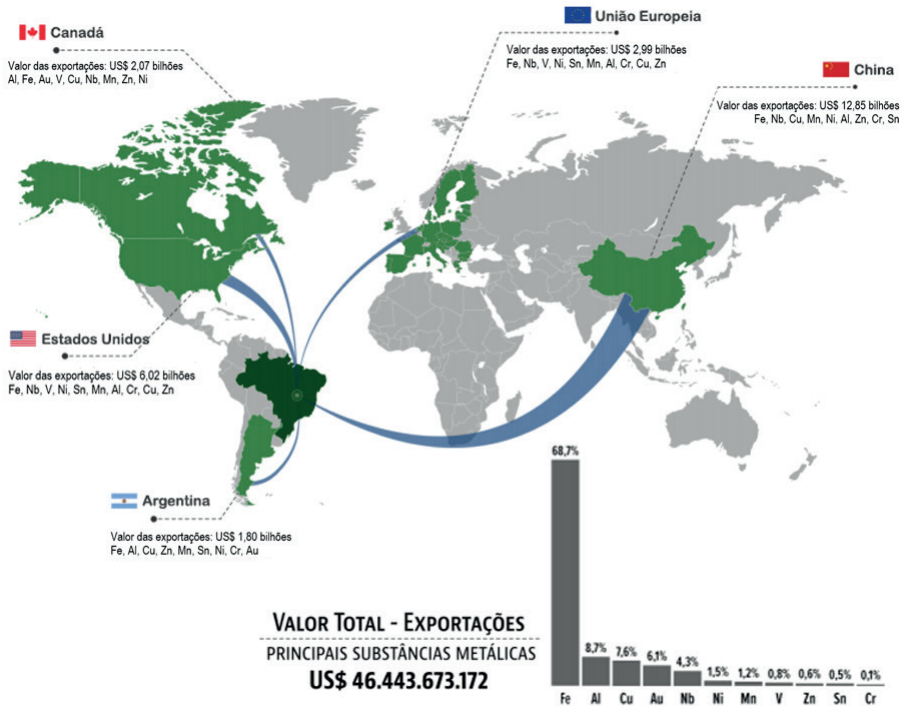 Canadá
Valor das exportações: US$ 2,07 bilhões
Al, Fe, Au, V, Cu, Nb, Mn, Zn, Ni
União Europeia
Valor das exportações: US$ 2,99 bilhões
Fe, Nb, V, Ni, Sn, Mn, Al, Cr, Cu, Zn
China
Valor das exportações: US$ 12,85 bilhões
Fe, Nb, Cu, Mn, Ni, Al, Zn, Cr, Sn
Estados Unidos
Valor das exportações: US$ 6,02 bilhões
Fe, Nb, V, Ni, Sn, Mn, Al, Cr, Cu, Zn
Argentina
Valor das exportações: US$ 1,80 bilhões
Fe, Al, Cu, Zn, Mn, Sn, Ni, Cr, Au
VALOR TOTAL - EXPORTAÇÕES
PRINCIPAIS SUBSTÂNCIAS METÁLICAS
US$ 46.443.673.172
68,7% 8,7% 7,6% 6,1% 4,3% 1,5% 1,2% 0,8% 0,6% 0,5% 0,1%
Fe Al Cu Au Nb Ni Mn V Zn Sn Cr